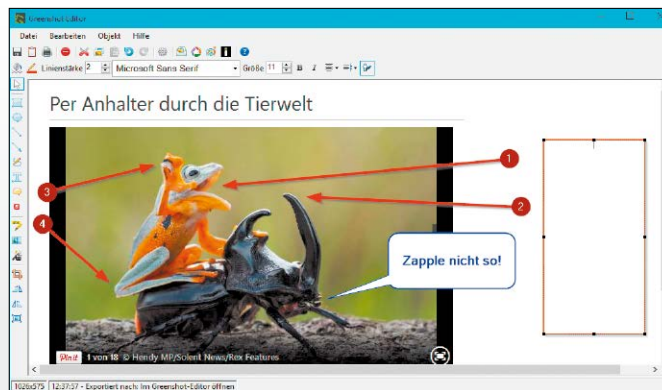 Greenshot Editor
Datei Bearbeiten Objekt Hilfe
Linienstärke 2 Microsoft Sans Serif Größe 11 B I
Per Anhalter durch die Tierwelt
1
3
2
4
Zapple nicht so!
Pin it 1 von 18 © Hendy MP/Solent News/Rex Features
1026x575 12:37:57 - Exportiert nach: Im Greenshot-Editor öffnen